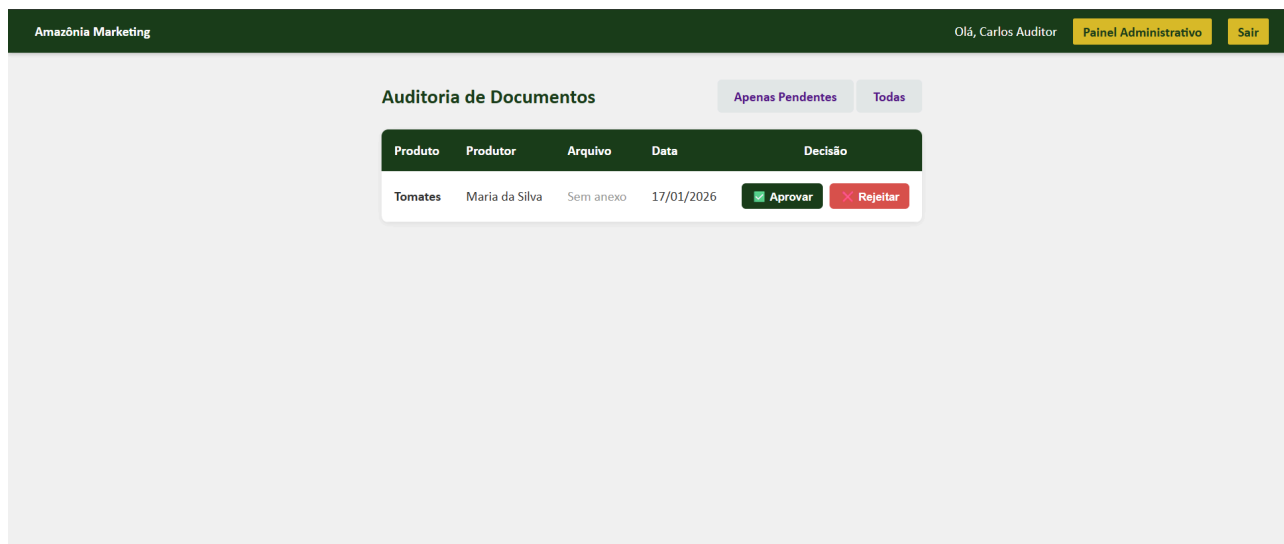 Amazônia Marketing Olá, Carlos Auditor Painel Administrativo Sair
Auditoria de Documentos Apenas Pendentes Todas
Produto Produtor Arquivo Data Decisão
Tomates Maria da Silva Sem anexo 17/01/2026 ✅ Aprovar ❌ Rejeitar